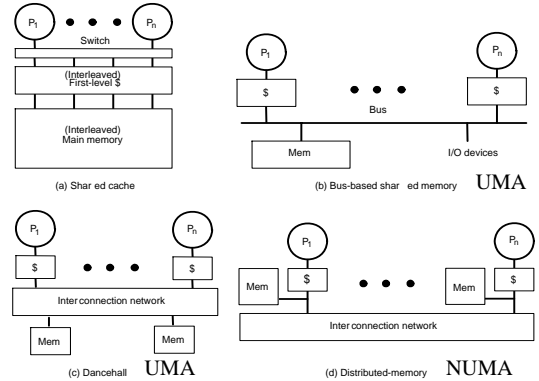 P1 Pn
Switch
(Interleaved)
First-level $
(Interleaved)
Main memory
(a) Shar ed cache
P1 Pn
$ $
Bus
Mem
I/O devices
(b) Bus-based shar ed memory UMA
P1 Pn
$ $
Inter connection network
Mem Mem
(c) Dancehall UMA
P1 Pn
Mem $ Mem $
Inter connection network
(d) Distributed-memory NUMA